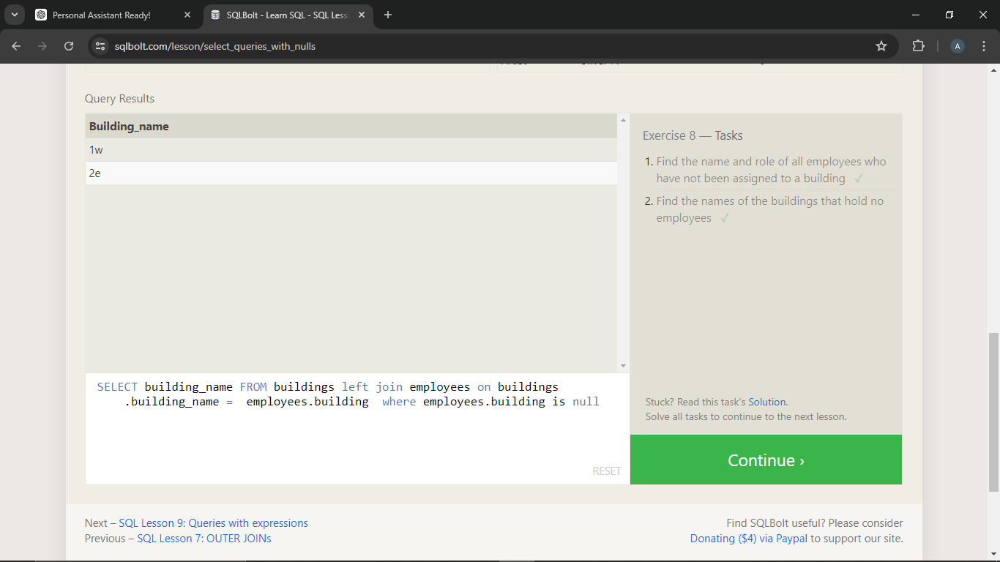 Personal Assistant Ready!
SQLBolt - Learn SQL - SQL Less
sqlbolt.com/lesson/select_queries_with_nulls
A
Query Results
Building_name
1w
2e
Exercise 8 — Tasks
1. Find the name and role of all employees who
have not been assigned to a building ✓
2. Find the names of the buildings that hold no
employees ✓
SELECT building_name FROM buildings left join employees on buildings
.building_name = employees.building where employees.building is null
RESET
Stuck? Read this task's Solution.
Solve all tasks to continue to the next lesson.
Continue ›
Next – SQL Lesson 9: Queries with expressions
Previous – SQL Lesson 7: OUTER JOINs
Find SQLBolt useful? Please consider
Donating ($4) via Paypal to support our site.